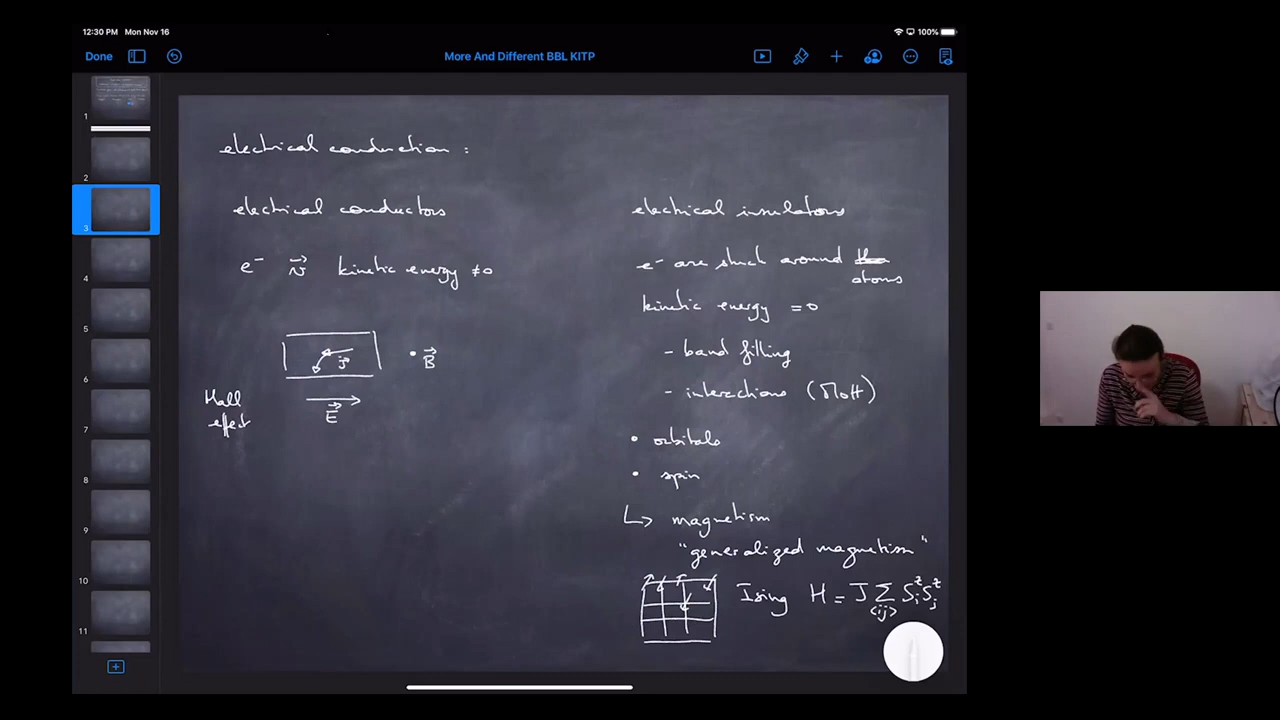 12:30 PM Mon Nov 16
100%
Done
More And Different BBL KITP
1
2
3
4
5
6
7
8
9
10
11
electrical conduction :
electrical conductors
e⁻ v⃗ kinetic energy ≠0
j⃗
• B⃗
Hall
effect
E⃗
electrical insulators
e⁻ are stuck around
atoms
kinetic energy = 0
- band filling
- interactions (Mott)
• orbitals
• spin
↳ magnetism
"generalized magnetism"
Ising H = J Σ<ij> Sᵢᶻ Sⱼᶻ